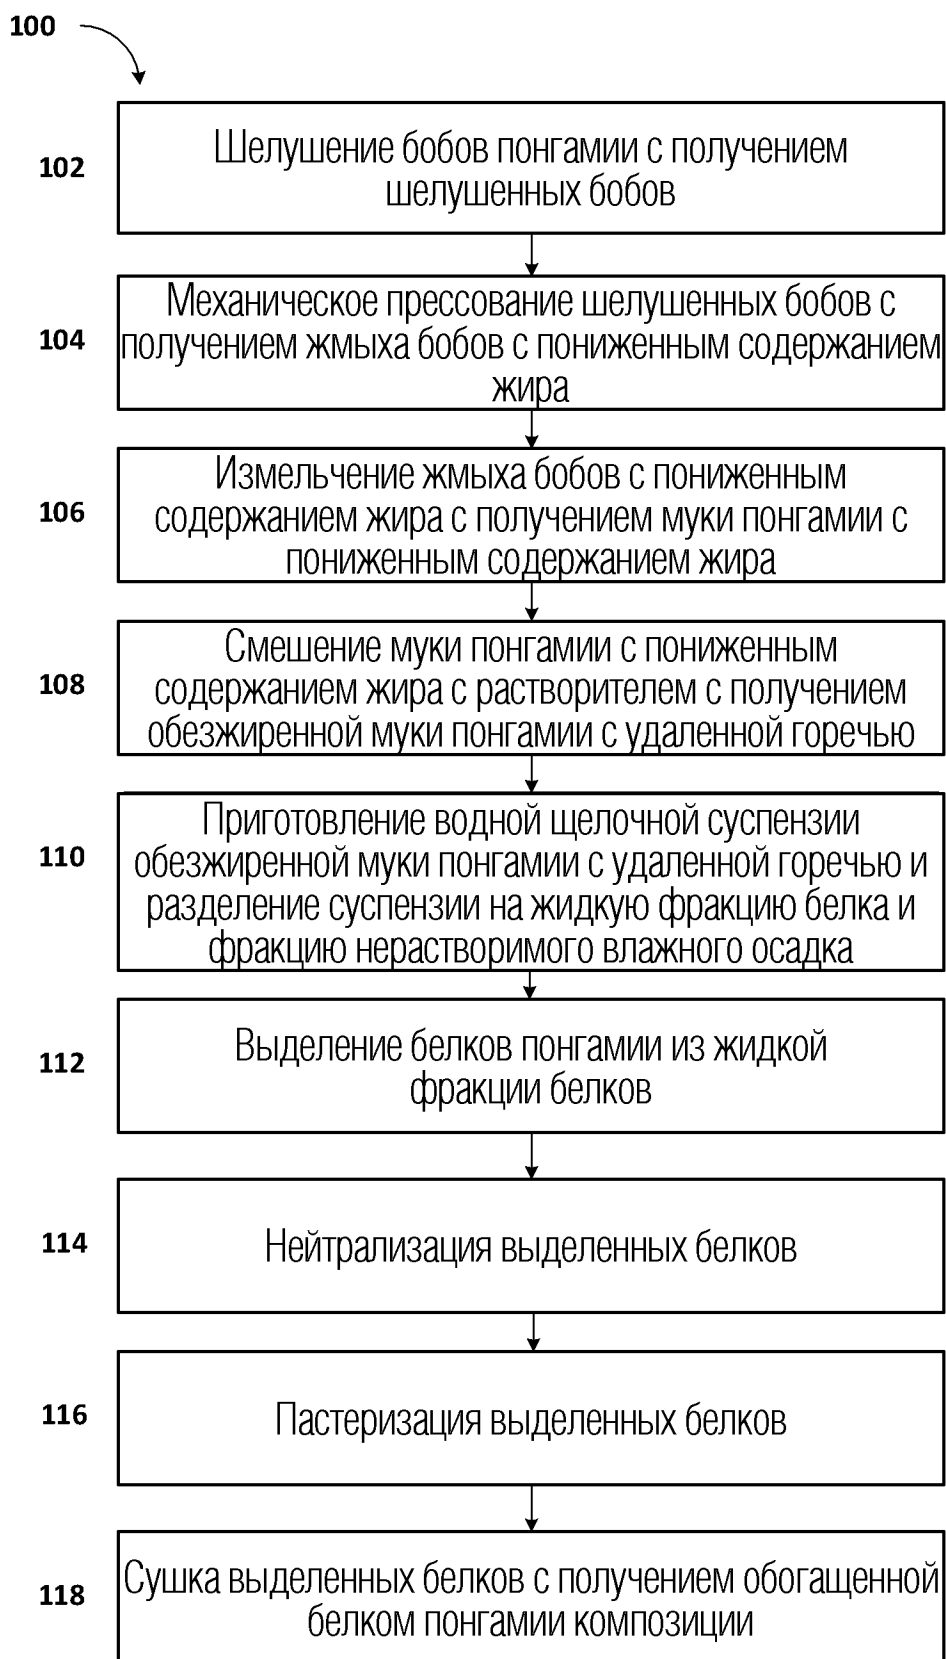 100
102
Шелушение бобов понгамии с получением
шелушенных бобов
104
Механическое прессование шелушенных бобов с
получением жмыха бобов с пониженным содержанием
жира
106
Измельчение жмыха бобов с пониженным
содержанием жира с получением муки понгамии с
пониженным содержанием жира
108
Смешение муки понгамии с пониженным
содержанием жира с растворителем с получением
обезжиренной муки понгамии с удаленной горечью
110
Приготовление водной щелочной суспензии
обезжиренной муки понгамии с удаленной горечью и
разделение суспензии на жидкую фракцию белка и
фракцию нерастворимого влажного осадка
112
Выделение белков понгамии из жидкой
фракции белков
114
Нейтрализация выделенных белков
116
Пастеризация выделенных белков
118
Сушка выделенных белков с получением обогащенной
белком понгамии композиции